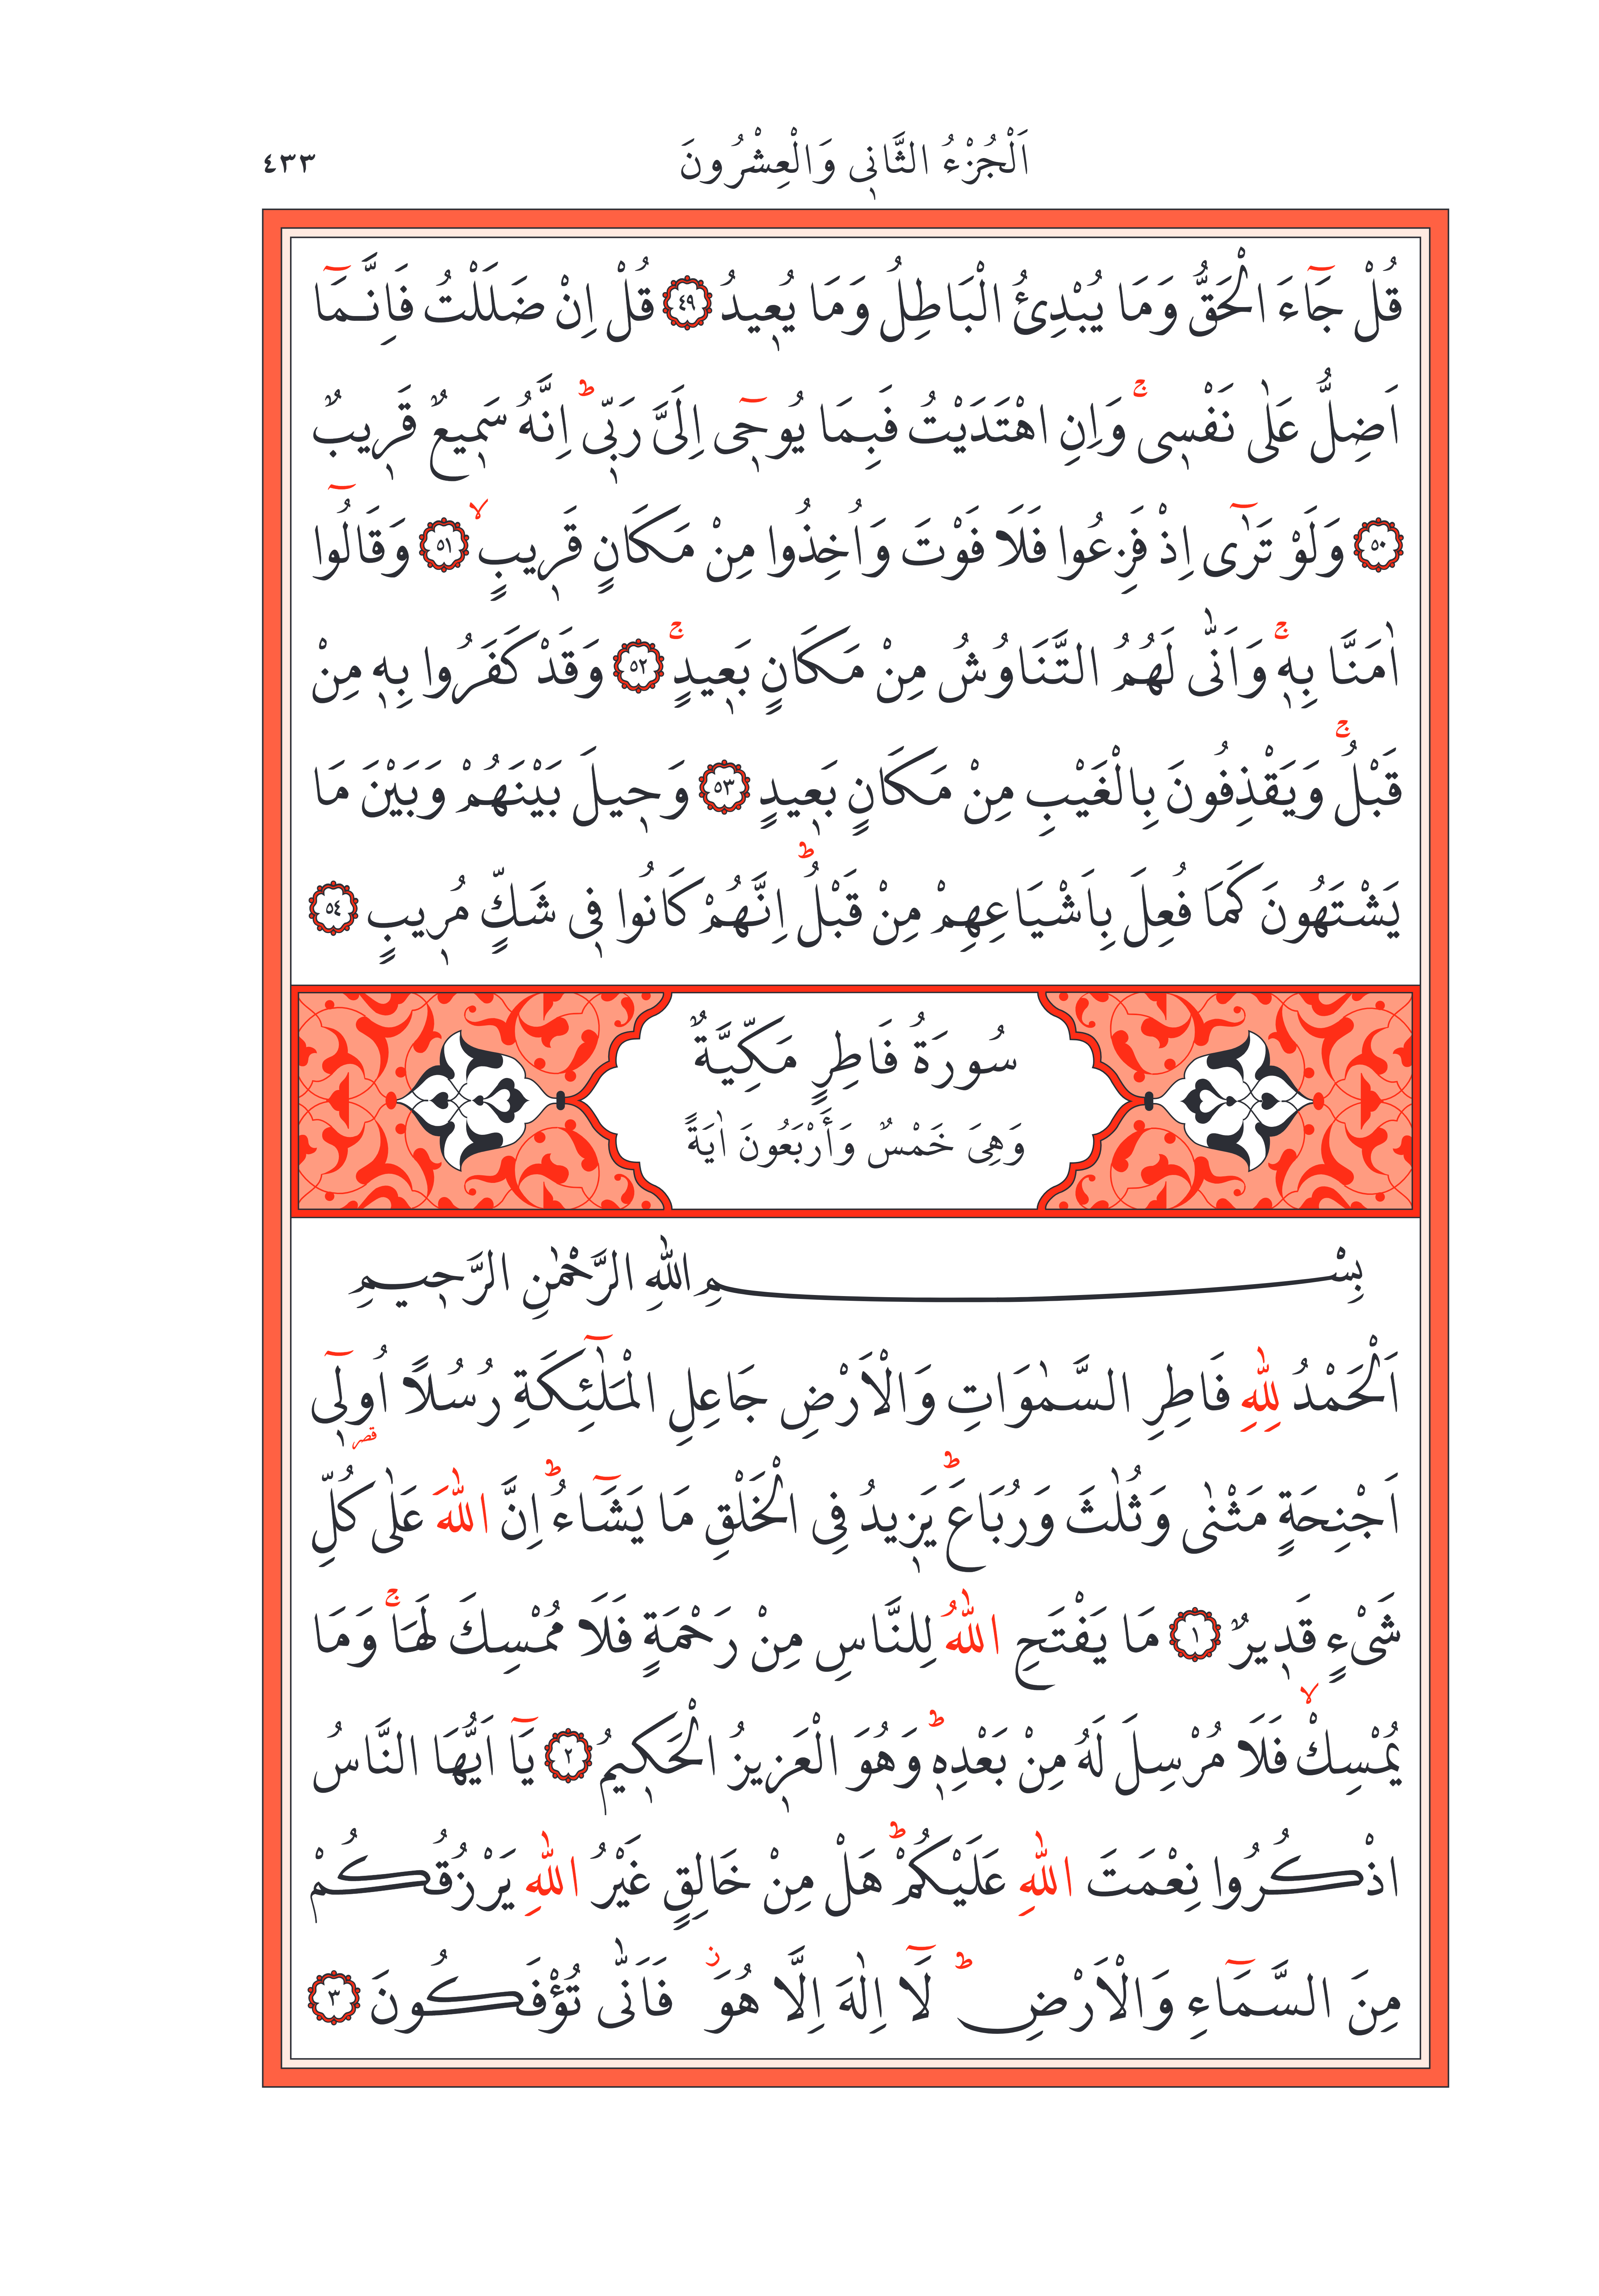 اَلْجُزْءُ الثَّانٖي وَالْعِشْرُونَ
٤٣٣
قُلْ جَٓاءَ الْحَقُّ وَمَا يُبْدِئُ الْبَاطِلُ وَمَا يُعٖيدُ ٤٩ قُلْ اِنْ ضَلَلْتُ فَاِنَّمَٓا
اَضِلُّ عَلٰى نَفْسٖىۚ وَاِنِ اهْتَدَيْتُ فَبِمَا يُوحٖٓى اِلَىَّ رَبّٖىؕ اِنَّهُ سَمٖيعٌ قَرٖيبٌ
٥٠ وَلَوْ تَرٰٓى اِذْ فَزِعُوا فَلَا فَوْتَ وَاُخِذُوا مِنْ مَكَانٍ قَرٖيبٍۙ ٥١ وَقَالُٓوا
اٰمَنَّا بِهٖۚ وَاَنّٰى لَهُمُ التَّنَاوُشُ مِنْ مَكَانٍ بَعٖيدٍۚ ٥٢ وَقَدْ كَفَرُوا بِهٖ مِنْ
قَبْلُۚ وَيَقْذِفُونَ بِالْغَيْبِ مِنْ مَكَانٍ بَعٖيدٍ ٥٣ وَحٖيلَ بَيْنَهُمْ وَبَيْنَ مَا
يَشْتَهُونَ كَمَا فُعِلَ بِاَشْيَاعِهِمْ مِنْ قَبْلُؕ اِنَّهُمْ كَانُوا فٖى شَكٍّ مُرٖيبٍ ٥٤
سُورَةُ فَاطِرٍ مَكِّيَّةٌ
وَهِىَ خَمْسٌ وَأَرْبَعُونَ اٰيَةً
بِسْمِ اللّٰهِ الرَّحْمٰنِ الرَّحٖيمِ
اَلْحَمْدُ لِلّٰهِ فَاطِرِ السَّمٰوَاتِ وَالْاَرْضِ جَاعِلِ الْمَلٰٓئِكَةِ رُسُلًا اُولٖٓى
قصر
اَجْنِحَةٍ مَثْنٰى وَثُلٰثَ وَرُبَاعَؕ يَزٖيدُ فِى الْخَلْقِ مَا يَشَٓاءُؕ اِنَّ اللّٰهَ عَلٰى كُلِّ
شَىْءٍ قَدٖيرٌ ١ مَا يَفْتَحِ اللّٰهُ لِلنَّاسِ مِنْ رَحْمَةٍ فَلَا مُمْسِكَ لَهَاۚ وَمَا
يُمْسِكْۙ فَلَا مُرْسِلَ لَهُ مِنْ بَعْدِهٖؕ وَهُوَ الْعَزٖيزُ الْحَكٖيمُ ٢ يَٓا اَيُّهَا النَّاسُ
اذْكُرُوا نِعْمَتَ اللّٰهِ عَلَيْكُمْؕ هَلْ مِنْ خَالِقٍ غَيْرُ اللّٰهِ يَرْزُقُكُمْ
مِنَ السَّمَٓاءِ وَالْاَرْضِؕ لَٓا اِلٰهَ اِلَّا هُوَؗ فَاَنّٰى تُؤْفَكُونَ ٣